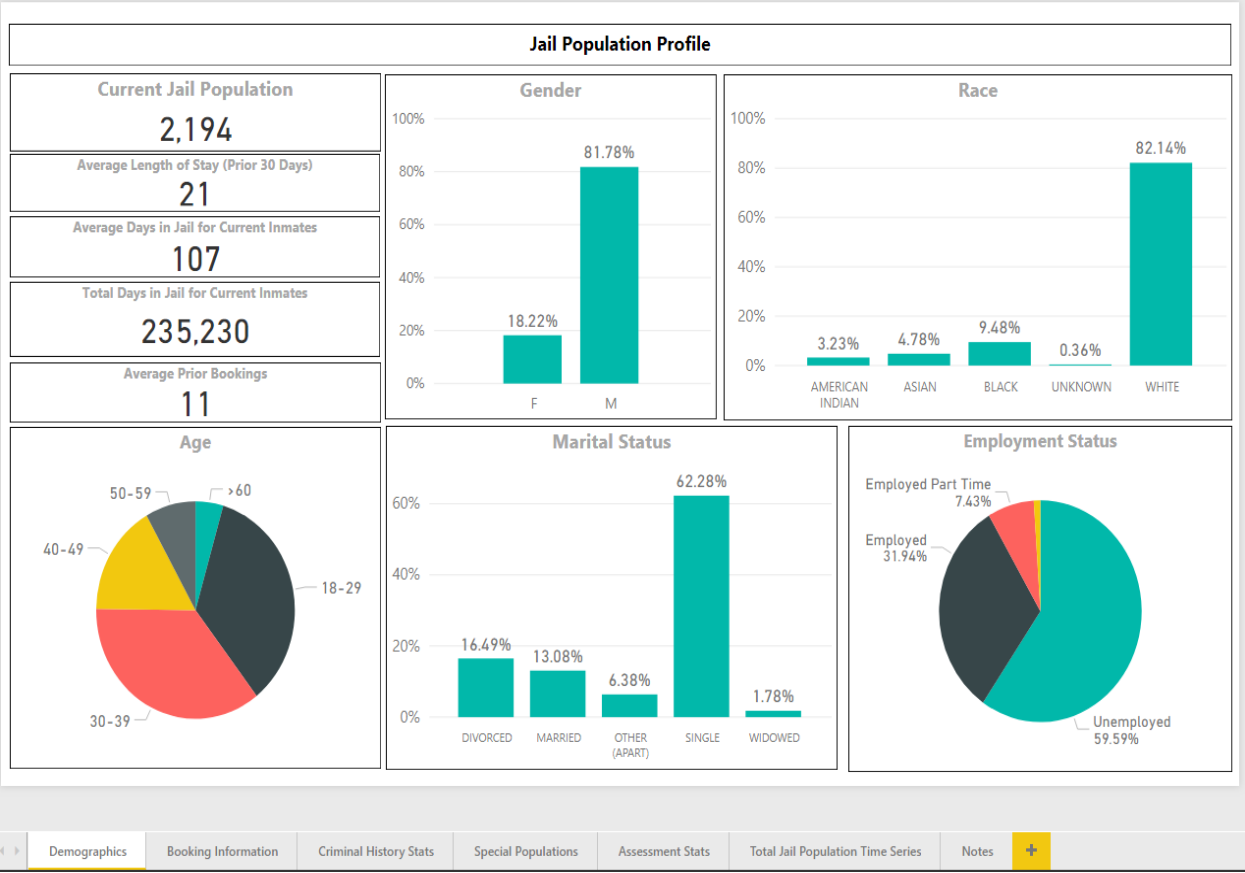 Jail Population Profile
Current Jail Population
2,194
Average Length of Stay (Prior 30 Days)
21
Average Days in Jail for Current Inmates
107
Total Days in Jail for Current Inmates
235,230
Average Prior Bookings
11
Gender
100%
80%
60%
40%
20%
0%
18.22%
81.78%
F
M
Race
100%
80%
60%
40%
20%
0%
3.23%
4.78%
9.48%
0.36%
82.14%
AMERICAN
INDIAN
ASIAN
BLACK
UNKNOWN
WHITE
Age
50-59
>60
40-49
18-29
30-39
Marital Status
60%
40%
20%
0%
16.49%
13.08%
6.38%
62.28%
1.78%
DIVORCED
MARRIED
OTHER
(APART)
SINGLE
WIDOWED
Employment Status
Employed Part Time
7.43%
Employed
31.94%
Unemployed
59.59%
Demographics
Booking Information
Criminal History Stats
Special Populations
Assessment Stats
Total Jail Population Time Series
Notes
+